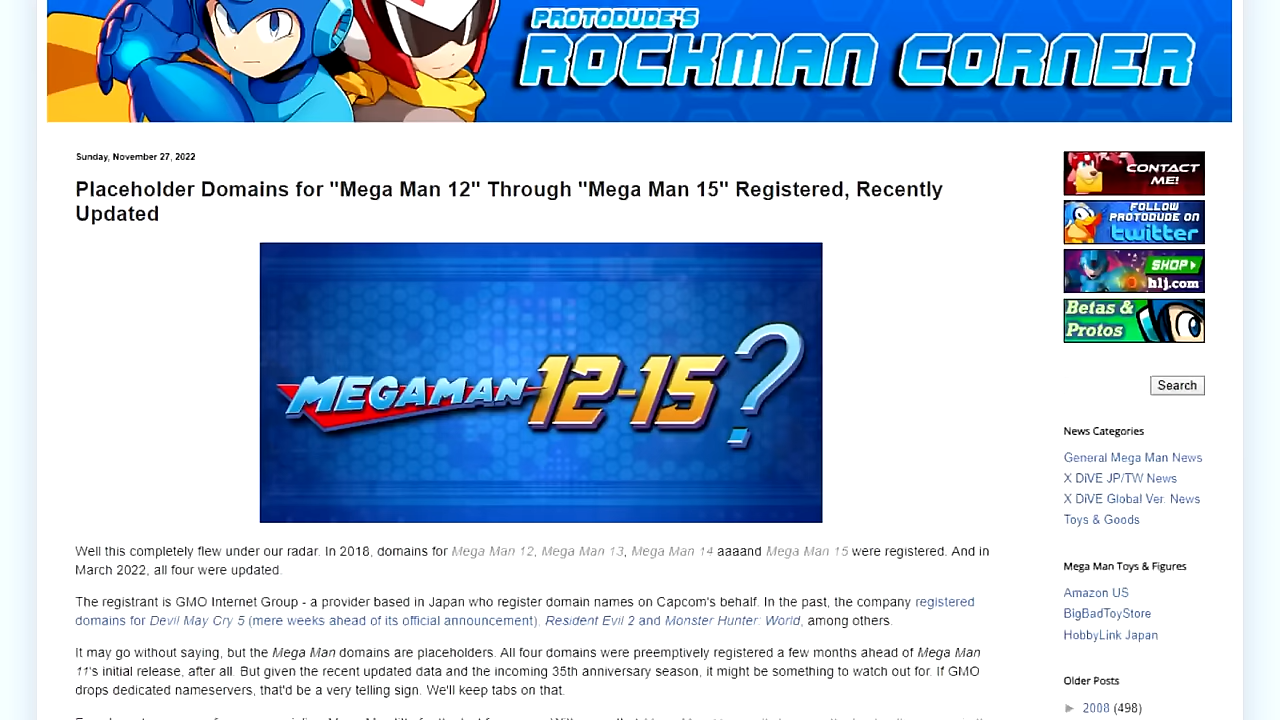 PROTODUDE'S
ROCKMAN CORNER
Sunday, November 27, 2022
Placeholder Domains for "Mega Man 12" Through "Mega Man 15" Registered, Recently
Updated
MEGAMAN 12-15?
Well this completely flew under our radar. In 2018, domains for Mega Man 12, Mega Man 13, Mega Man 14 aaaand Mega Man 15 were registered. And in
March 2022, all four were updated.
The registrant is GMO Internet Group - a provider based in Japan who register domain names on Capcom's behalf. In the past, the company registered
domains for Devil May Cry 5 (mere weeks ahead of its official announcement), Resident Evil 2 and Monster Hunter: World, among others.
It may go without saying, but the Mega Man domains are placeholders. All four domains were preemptively registered a few months ahead of Mega Man
11's initial release, after all. But given the recent updated data and the incoming 35th anniversary season, it might be something to watch out for. If GMO
drops dedicated nameservers, that'd be a very telling sign. We'll keep tabs on that.
CONTACT
ME!
FOLLOW
PROTODUDE ON
twitter
SHOP
hlj.com
Betas &
Protos
Search
News Categories
General Mega Man News
X DiVE JP/TW News
X DiVE Global Ver. News
Toys & Goods
Mega Man Toys & Figures
Amazon US
BigBadToyStore
HobbyLink Japan
Older Posts
► 2008 (498)